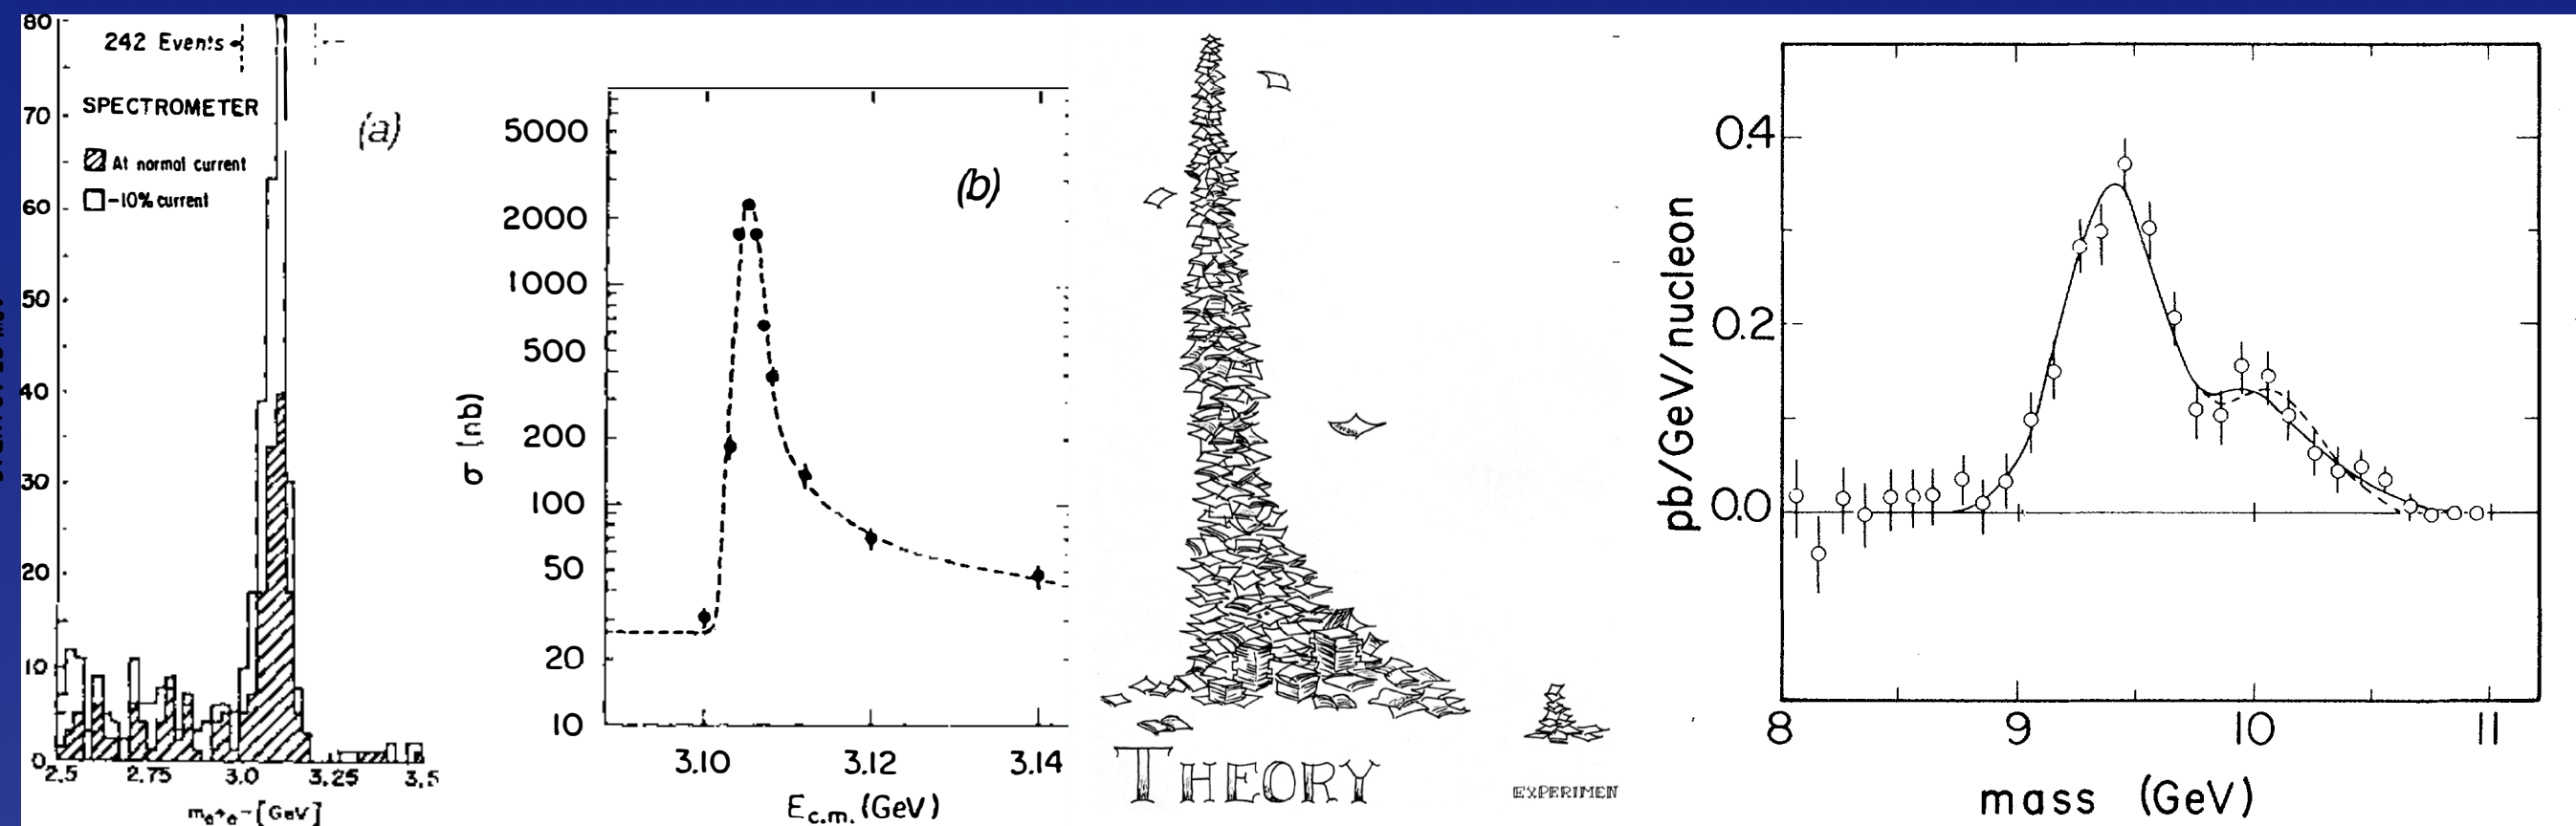 80
242 Events
70
SPECTROMETER
At normal current
60
-10% current
50
40
30
20
10
0
2.5 2.75 3.0 3.25 3.5
me+e- [GeV]
(a)
(b)
5000
2000
1000
500
200
100
50
20
10
σ (nb)
3.10 3.12 3.14
Ec.m. (GeV)
THEORY
EXPERIMEN
0.4
0.2
0.0
pb/GeV/nucleon
8 9 10 11
mass (GeV)